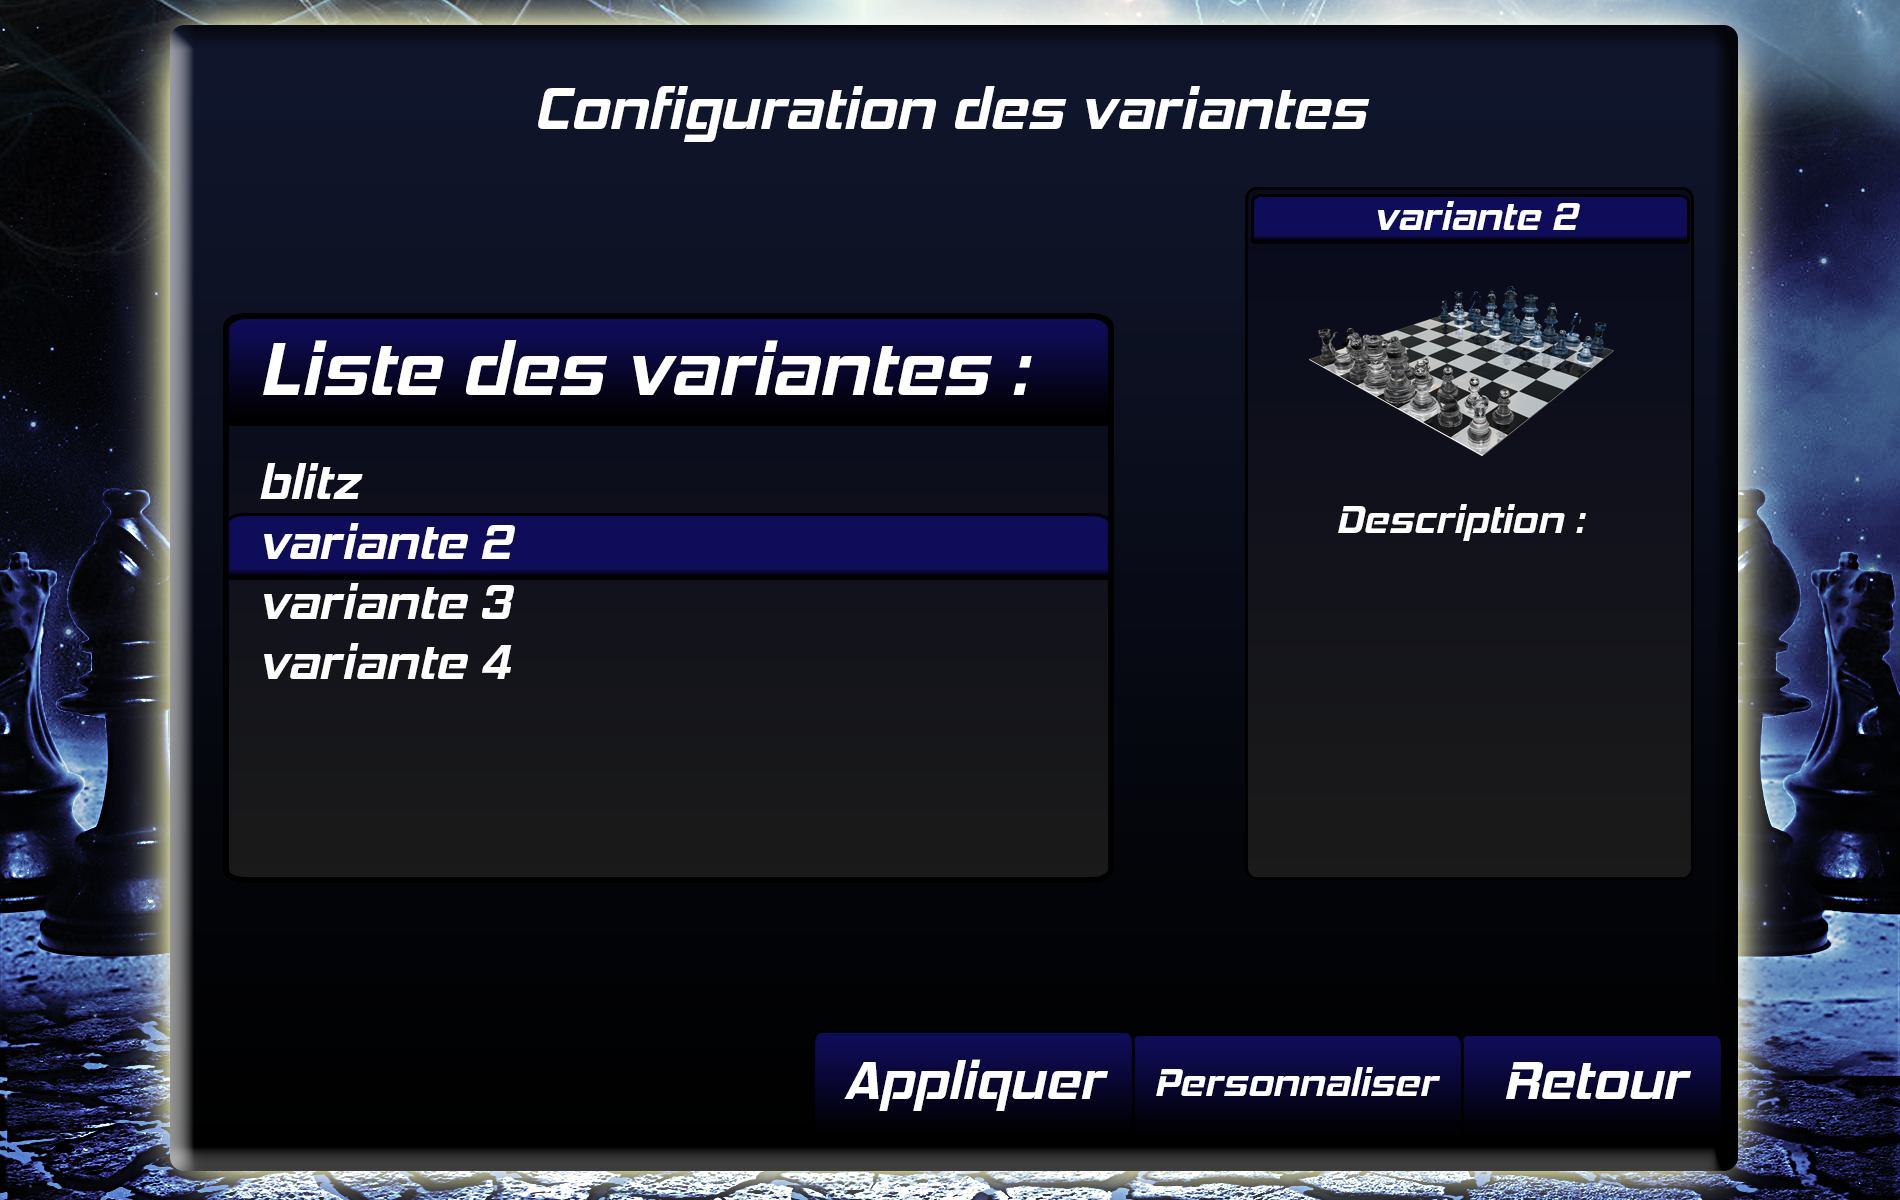 Configuration des variantes
Liste des variantes :
blitz
variante 2
variante 3
variante 4
variante 2
Description :
Appliquer
Personnaliser
Retour